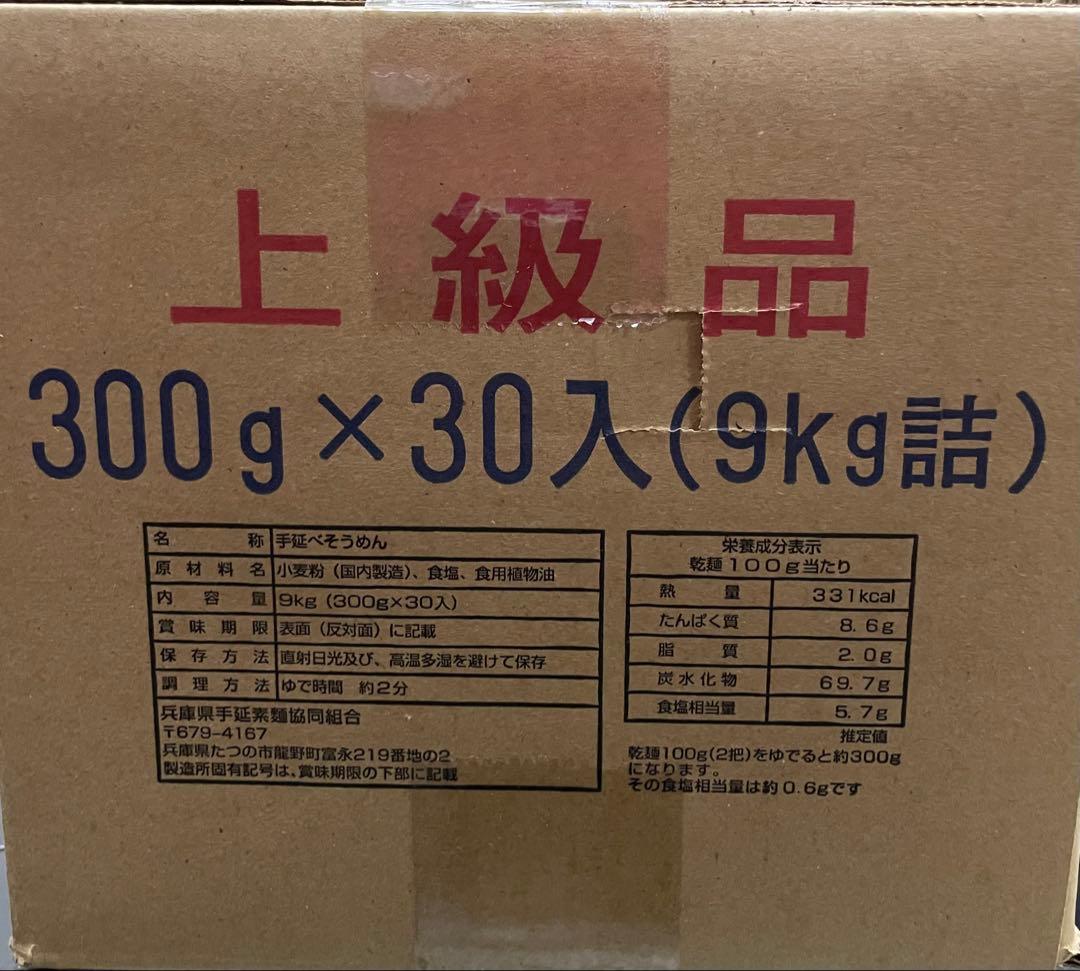 上級品
300g×30入(9kg詰)
名称 手延べそうめん
原材料名 小麦粉(国内製造)、食塩、食用植物油
内容量 9kg(300g×30入)
賞味期限 表面(反対面)に記載
保存方法 直射日光及び、高温多湿を避けて保存
調理方法 ゆで時間 約2分
兵庫県手延素麺協同組合
〒679-4167
兵庫県たつの市龍野町富永219番地の2
製造所固有記号は、賞味期限の下部に記載
栄養成分表示
乾麺100g当たり
熱量 331kcal
たんぱく質 8.6g
脂質 2.0g
炭水化物 69.7g
食塩相当量 5.7g
推定値
乾麺100g(2把)をゆでると約300g
になります。
その食塩相当量は約0.6gです